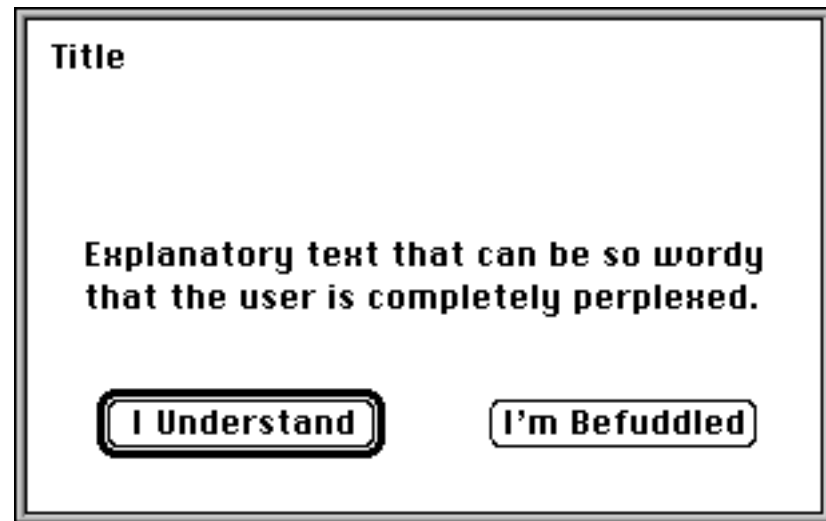 Title
Explanatory text that can be so wordy
that the user is completely perplexed.
I Understand
I’m Befuddled